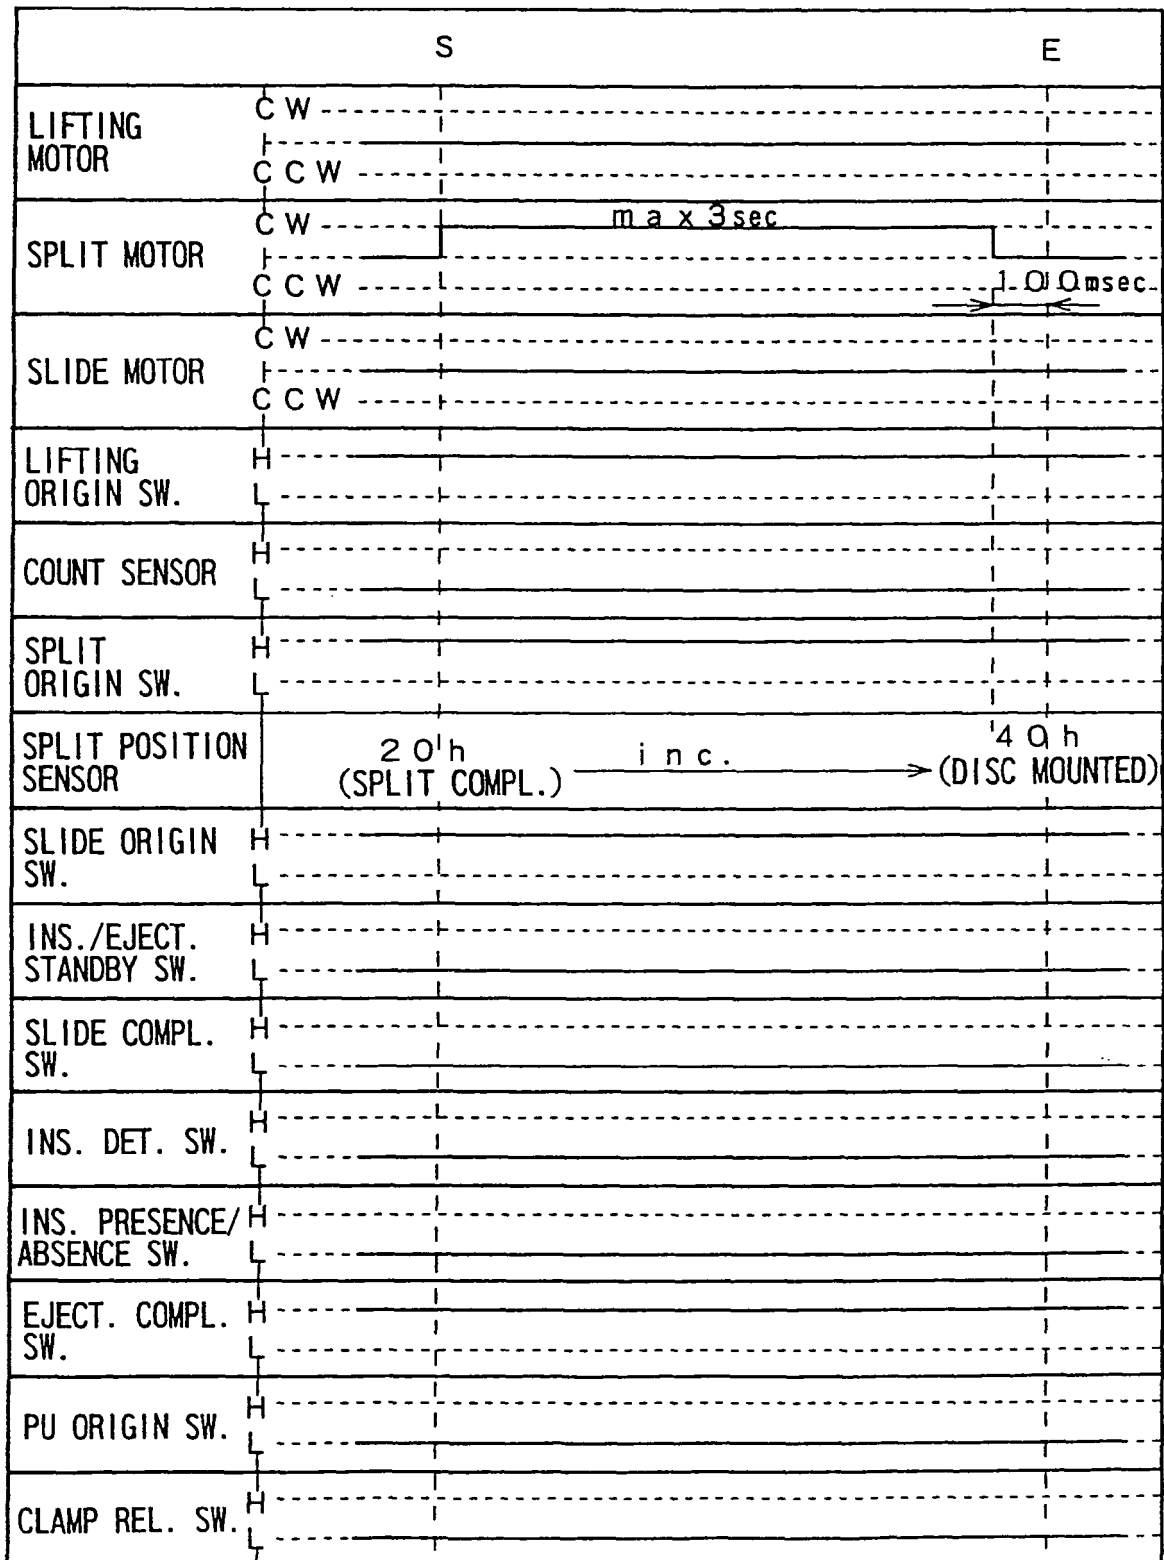 S E
LIFTING
MOTOR
CW
CCW
SPLIT MOTOR
CW
max 3sec
CCW
100msec
SLIDE MOTOR
CW
CCW
LIFTING
ORIGIN SW.
H
L
COUNT SENSOR
H
L
SPLIT
ORIGIN SW.
H
L
SPLIT POSITION
SENSOR
20h
(SPLIT COMPL.)
inc.
40h
(DISC MOUNTED)
SLIDE ORIGIN
SW.
H
L
INS./EJECT.
STANDBY SW.
H
L
SLIDE COMPL.
SW.
H
L
INS. DET. SW.
H
L
INS. PRESENCE/
ABSENCE SW.
H
L
EJECT. COMPL.
SW.
H
L
PU ORIGIN SW.
H
L
CLAMP REL. SW.
H
L